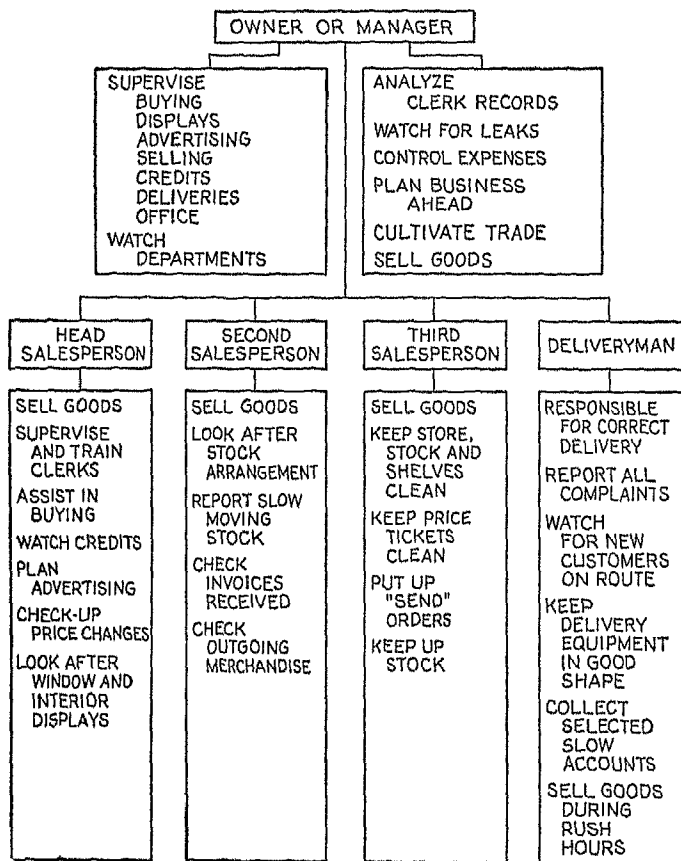 OWNER OR MANAGER
SUPERVISE
BUYING
DISPLAYS
ADVERTISING
SELLING
CREDITS
DELIVERIES
OFFICE
WATCH
DEPARTMENTS
ANALYZE
CLERK RECORDS
WATCH FOR LEAKS
CONTROL EXPENSES
PLAN BUSINESS
AHEAD
CULTIVATE TRADE
SELL GOODS
HEAD
SALESPERSON
SELL GOODS
SUPERVISE
AND TRAIN
CLERKS
ASSIST IN
BUYING
WATCH CREDITS
PLAN
ADVERTISING
CHECK-UP
PRICE CHANGES
LOOK AFTER
WINDOW AND
INTERIOR
DISPLAYS
SECOND
SALESPERSON
SELL GOODS
LOOK AFTER
STOCK
ARRANGEMENT
REPORT SLOW
MOVING
STOCK
CHECK
INVOICES
RECEIVED
CHECK
OUTGOING
MERCHANDISE
THIRD
SALESPERSON
SELL GOODS
KEEP STORE,
STOCK AND
SHELVES
CLEAN
KEEP PRICE
TICKETS
CLEAN
PUT UP
"SEND"
ORDERS
KEEP UP
STOCK
DELIVERYMAN
RESPONSIBLE
FOR CORRECT
DELIVERY
REPORT ALL
COMPLAINTS
WATCH
FOR NEW
CUSTOMERS
ON ROUTE
KEEP
DELIVERY
EQUIPMENT
IN GOOD
SHAPE
COLLECT
SELECTED
SLOW
ACCOUNTS
SELL GOODS
DURING
RUSH
HOURS